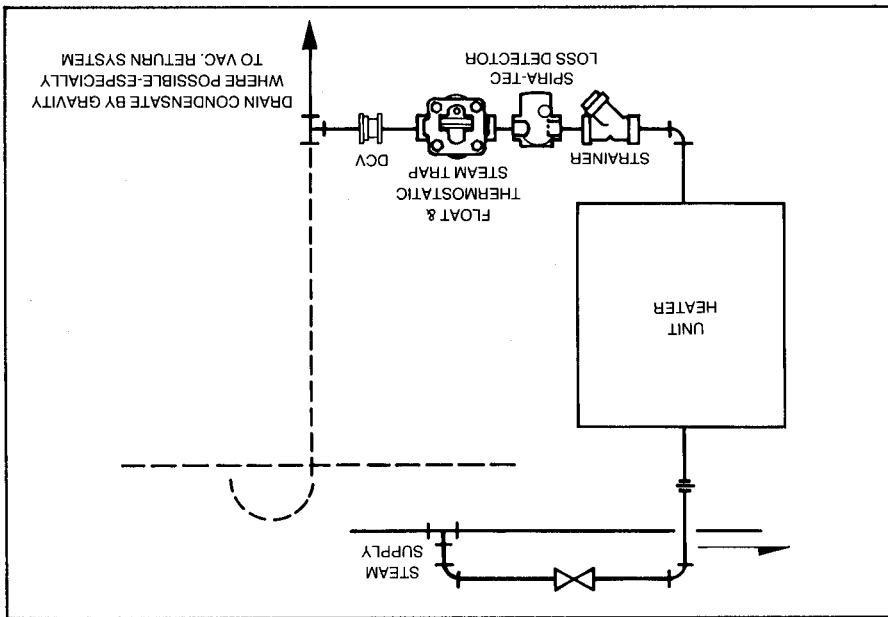 STEAM
SUPPLY
UNIT
HEATER
FLOAT &
THERMOSTATIC
STEAM TRAP
STRAINER
DCV
SPIRA-TEC
LOSS DETECTOR
DRAIN CONDENSATE BY GRAVITY
WHERE POSSIBLE-ESPECIALLY
TO VAC. RETURN SYSTEM